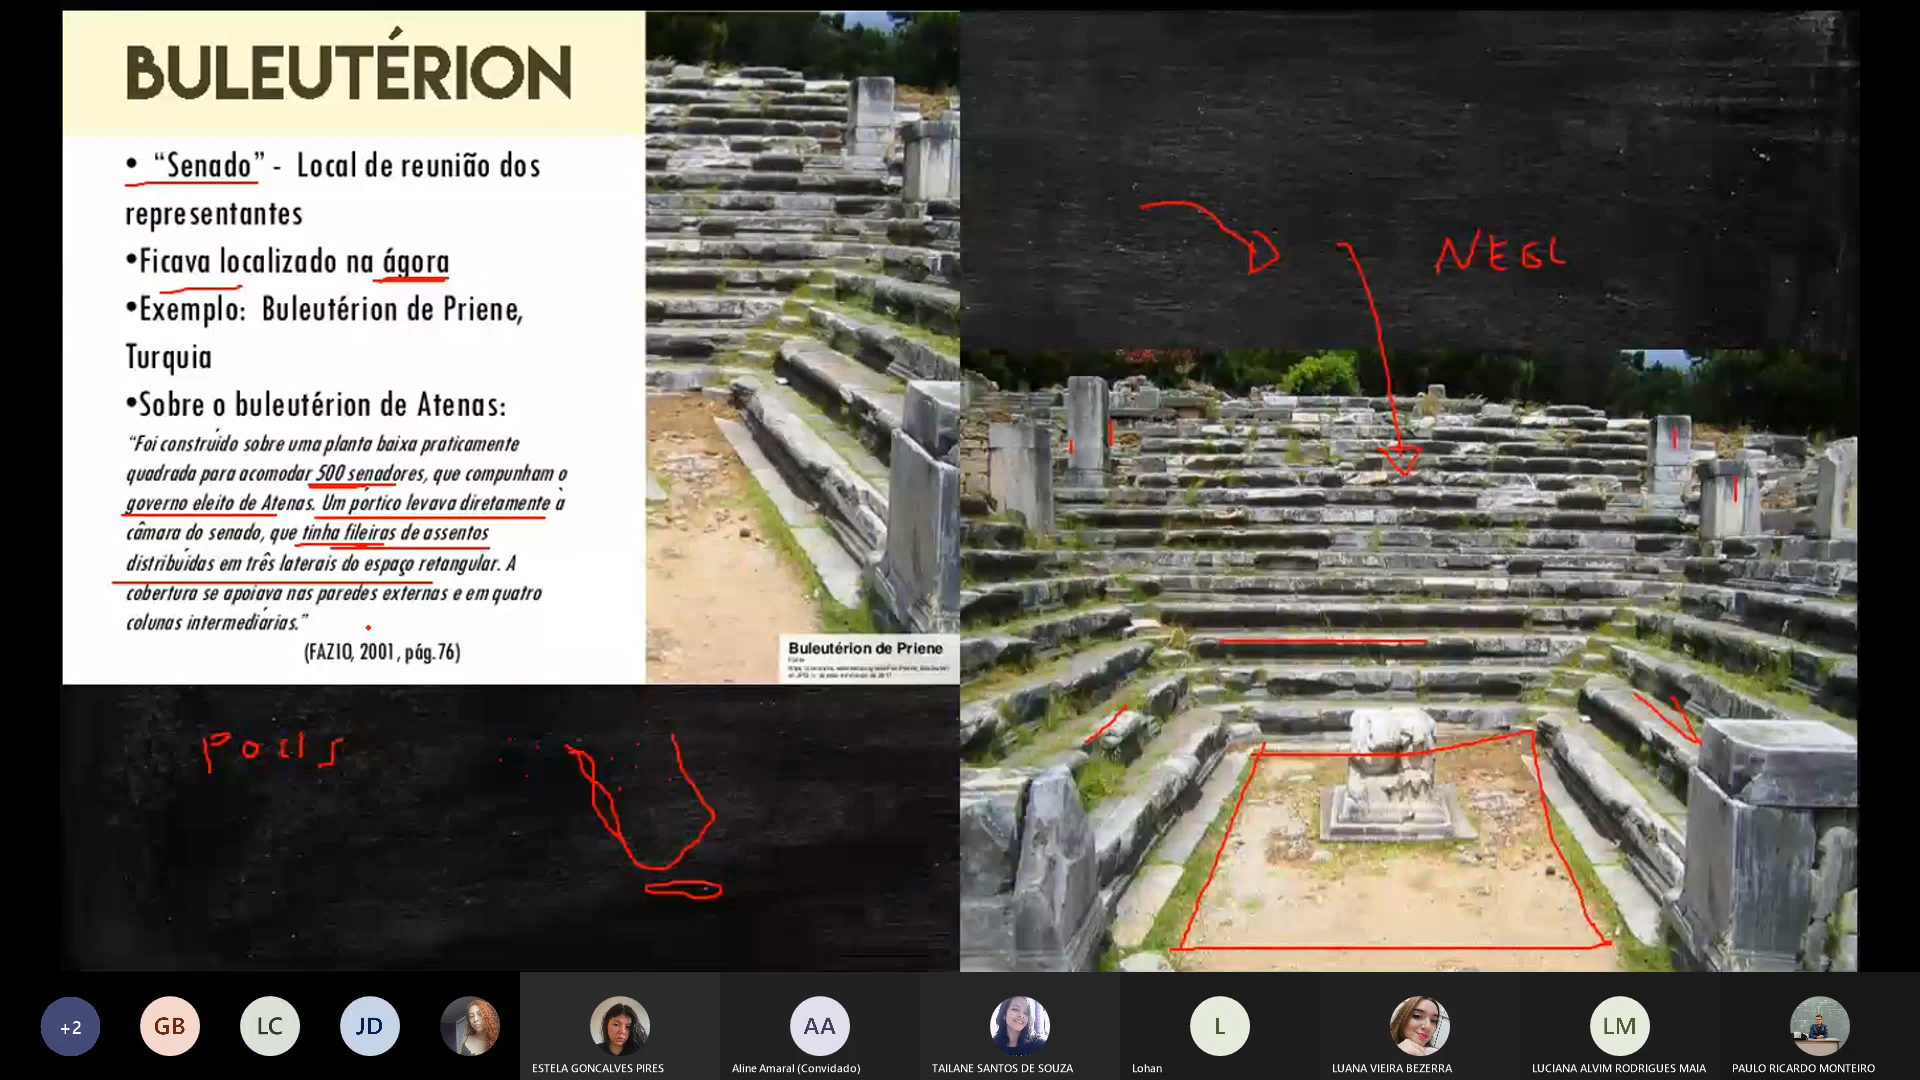 BULEUTÉRION
• “Senado” - Local de reunião dos
representantes
•Ficava localizado na ágora
•Exemplo: Buleutérion de Priene,
Turquia
•Sobre o buleutérion de Atenas:
“Foi construído sobre uma planta baixa praticamente
quadrada para acomodar 500 senadores, que compunham o
governo eleito de Atenas. Um pórtico levava diretamente à
câmara do senado, que tinha fileiras de assentos
distribuídas em três laterais do espaço retangular. A
cobertura se apoiava nas paredes externas e em quatro
colunas intermediárias.”
(FAZIO, 2001, pág.76)
Buleutérion de Priene
+2
GB
LC
JD
ESTELA GONCALVES PIRES
AA
Aline Amaral (Convidado)
TAILANE SANTOS DE SOUZA
L
Lohan
LUANA VIEIRA BEZERRA
LM
LUCIANA ALVIM RODRIGUES MAIA
PAULO RICARDO MONTEIRO